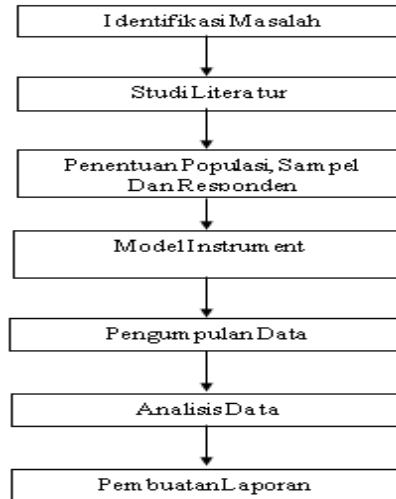 Identifikasi Masalah
Studi Literatur
Penentuan Populasi, Sampel
Dan Responden
Model Instrument
Pengumpulan Data
Analisis Data
Pembuatan Laporan